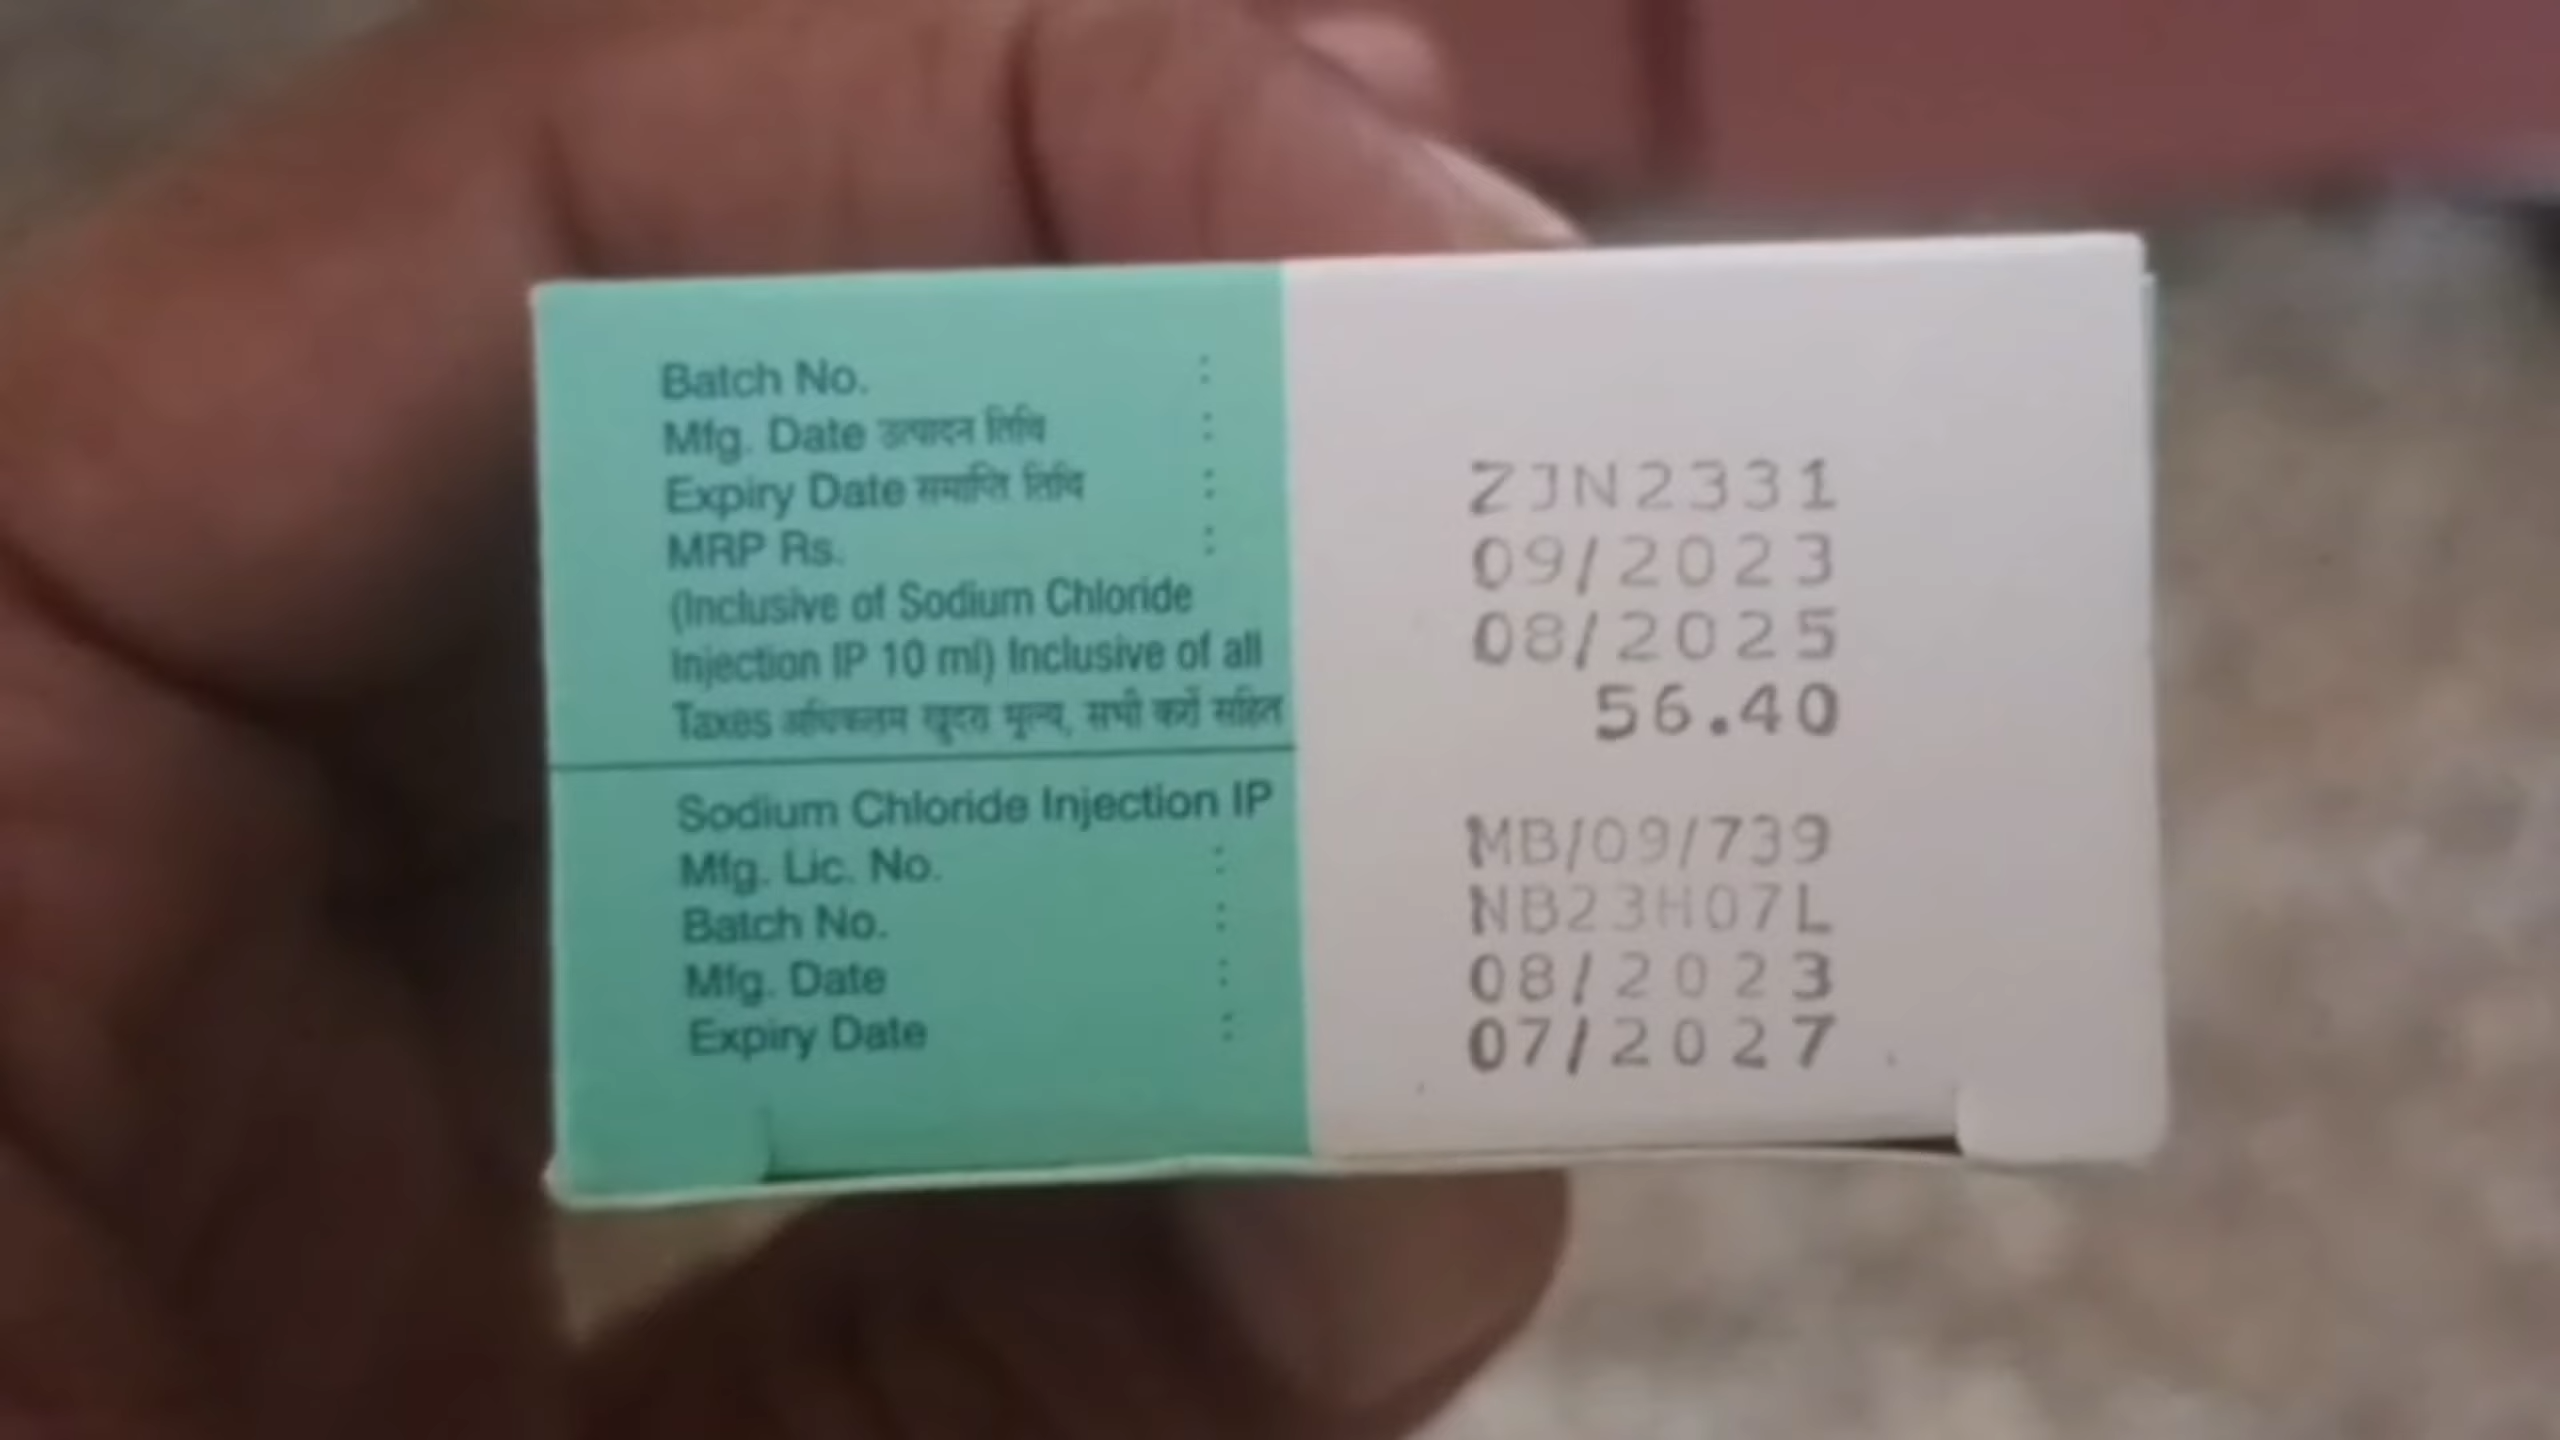 Batch No. :
Mfg. Date उत्पादन तिथि :
Expiry Date समाप्ति तिथि :
MRP Rs. :
(Inclusive of Sodium Chloride
Injection IP 10 ml) Inclusive of all
Taxes अधिकतम खुदरा मूल्य, सभी करों सहित
ZJN2331
09/2023
08/2025
56.40
Sodium Chloride Injection IP
Mfg. Lic. No. : MB/09/739
Batch No. : NB23H07L
Mfg. Date : 08/2023
Expiry Date : 07/2027